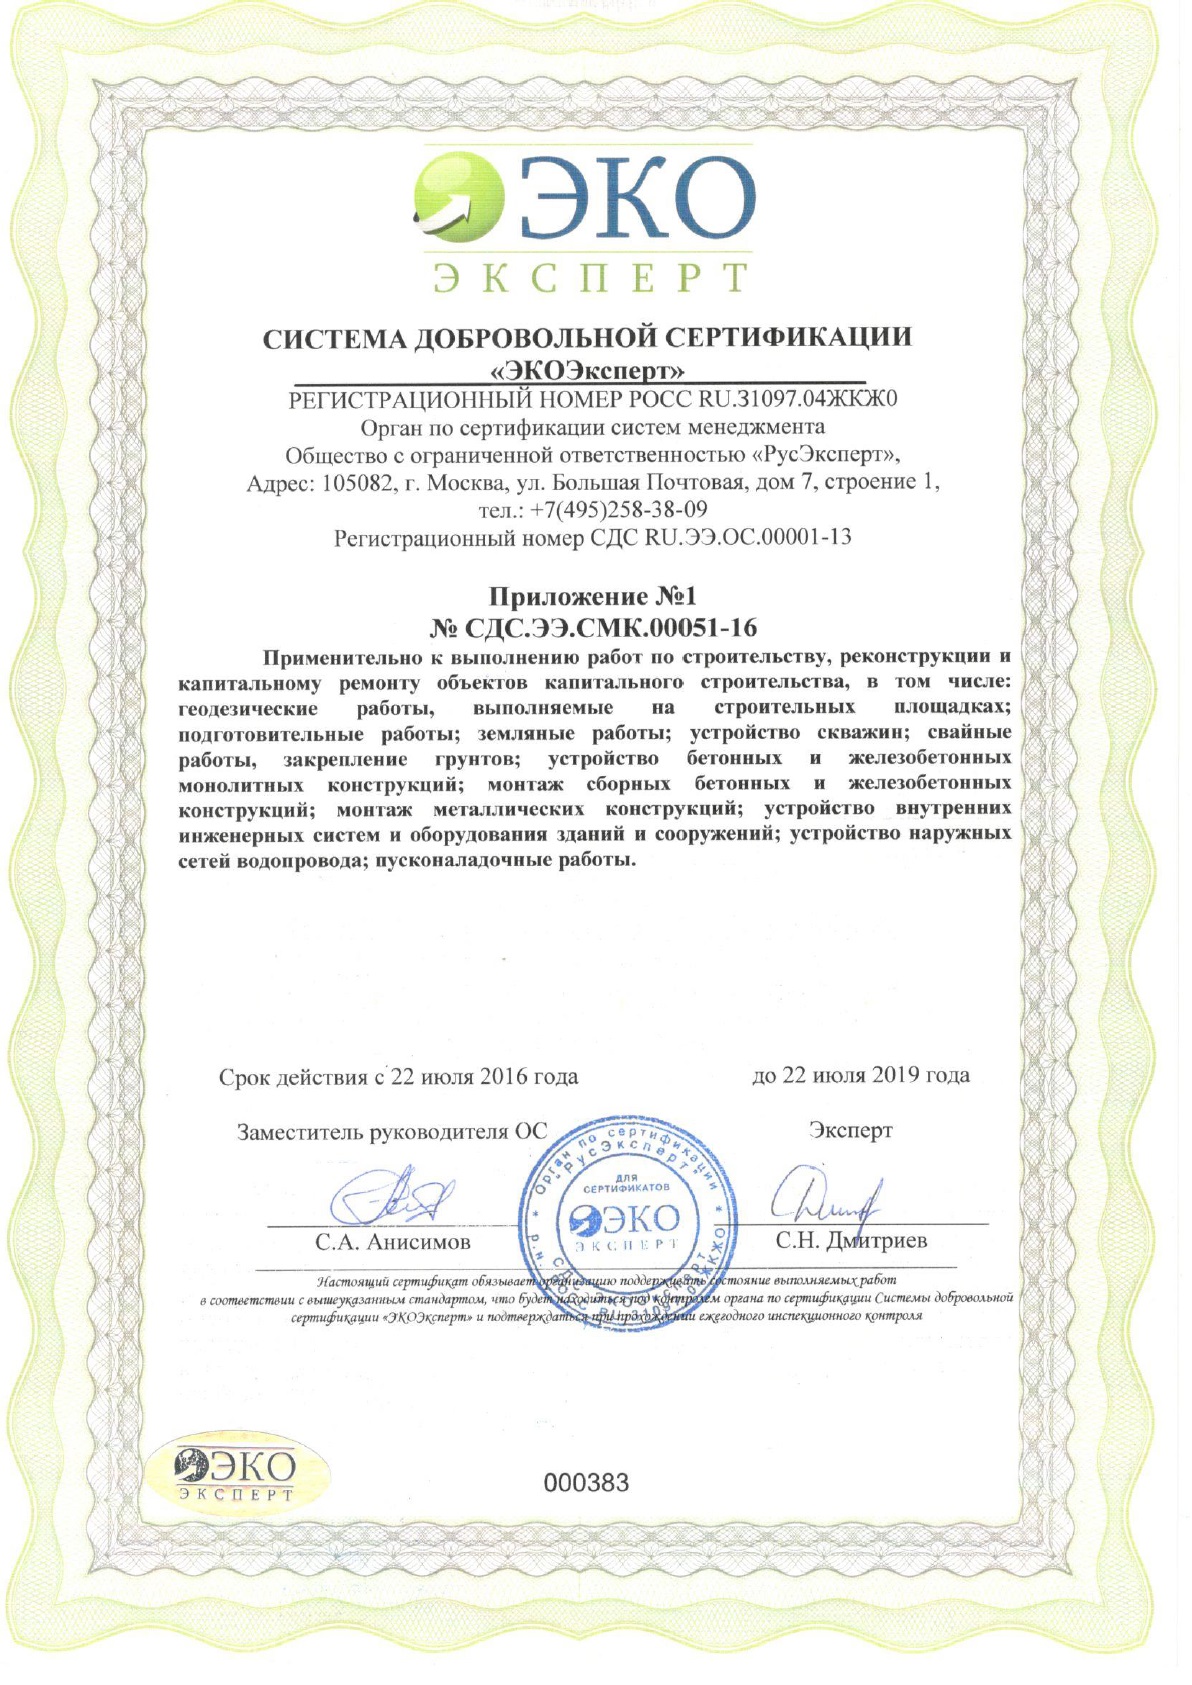 ЭКО
ЭКСПЕРТ
СИСТЕМА ДОБРОВОЛЬНОЙ СЕРТИФИКАЦИИ
«ЭКОЭксперт»
РЕГИСТРАЦИОННЫЙ НОМЕР РОСС RU.31097.04ЖКЖ0
Орган по сертификации систем менеджмента
Общество с ограниченной ответственностью «РусЭксперт»,
Адрес: 105082, г. Москва, ул. Большая Почтовая, дом 7, строение 1,
тел.: +7(495)258-38-09
Регистрационный номер СДС RU.ЭЭ.ОС.00001-13
Приложение №1
№ СДС.ЭЭ.СМК.00051-16
Применительно к выполнению работ по строительству, реконструкции и
капитальному ремонту объектов капитального строительства, в том числе:
геодезические работы, выполняемые на строительных площадках;
подготовительные работы; земляные работы; устройство скважин; свайные
работы, закрепление грунтов; устройство бетонных и железобетонных
монолитных конструкций; монтаж сборных бетонных и железобетонных
конструкций; монтаж металлических конструкций; устройство внутренних
инженерных систем и оборудования зданий и сооружений; устройство наружных
сетей водопровода; пусконаладочные работы.
Срок действия с 22 июля 2016 года до 22 июля 2019 года
Заместитель руководителя ОС Эксперт
Орган по сертификации
"РусЭксперт"
ДЛЯ
СЕРТИФИКАТОВ
ЭКО
ЭКСПЕРТ
С.А. Анисимов С.Н. Дмитриев
Настоящий сертификат обязывает организацию поддерживать состояние выполняемых работ
в соответствии с вышеуказанным стандартом, что будет находиться под контролем органа по сертификации Системы добровольной
сертификации «ЭКОЭксперт» и подтверждаться при прохождении ежегодного инспекционного контроля
ЭКО
ЭКСПЕРТ
000383